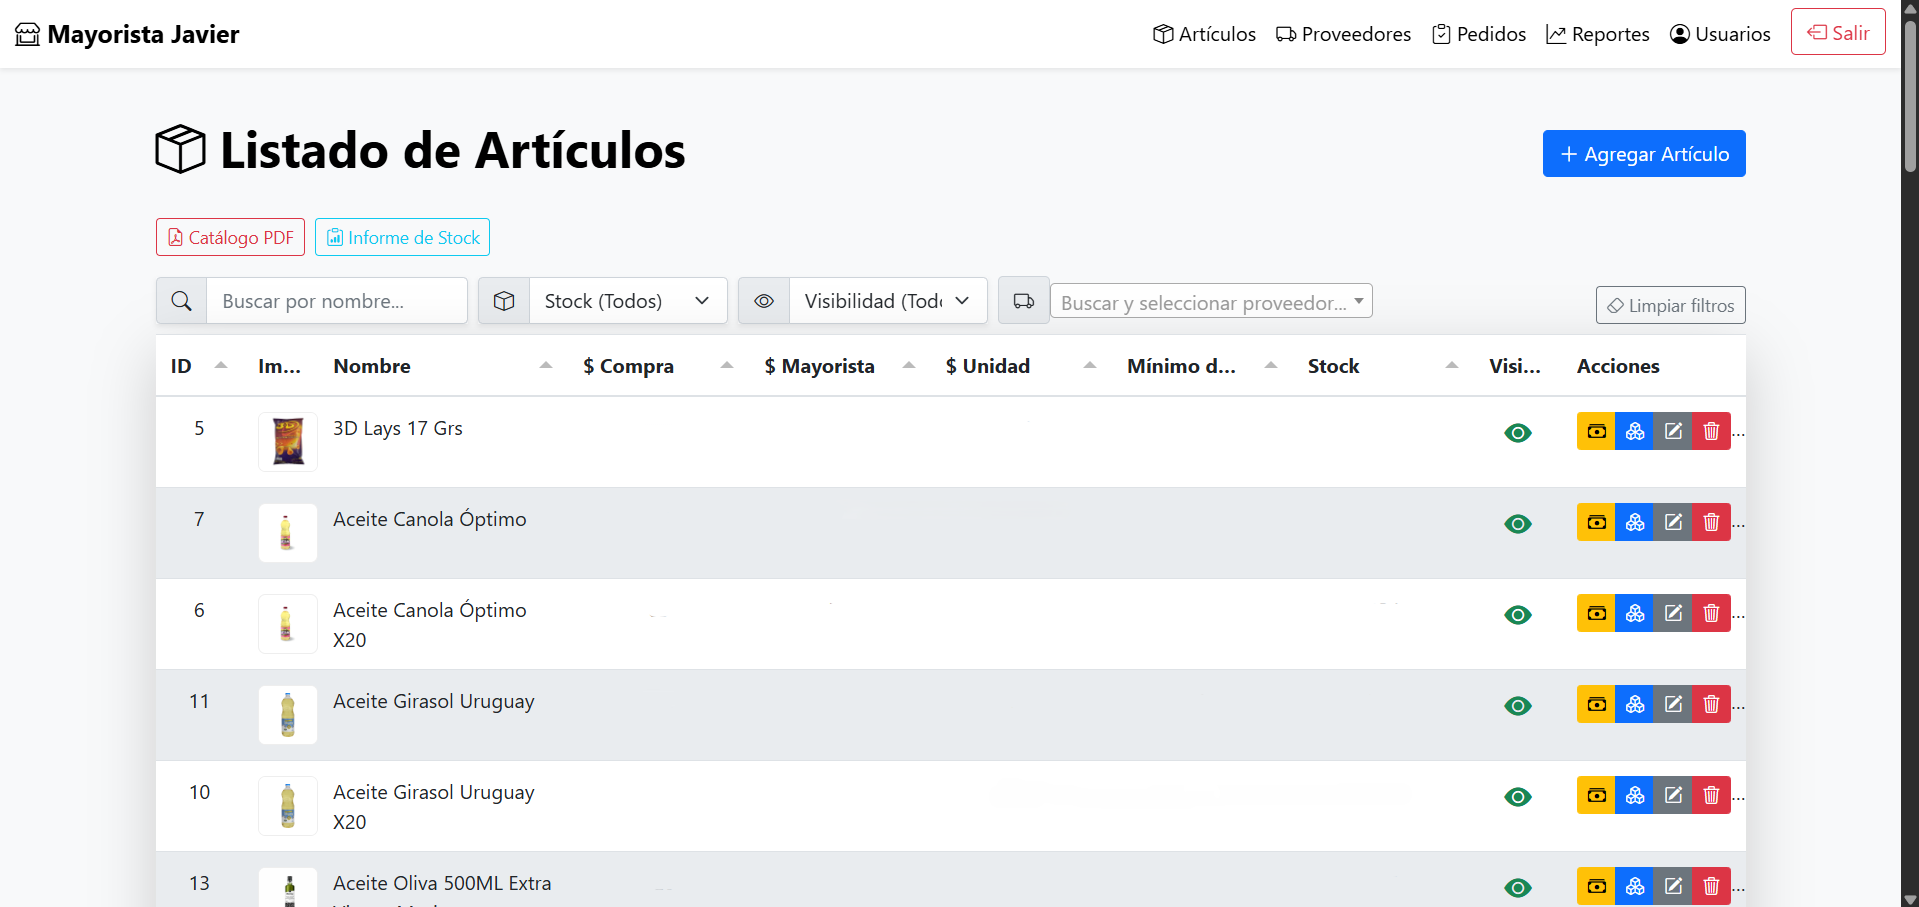 Mayorista Javier
Artículos Proveedores Pedidos Reportes Usuarios Salir
Listado de Artículos
+ Agregar Artículo
Catálogo PDF Informe de Stock
Buscar por nombre... Stock (Todos) Visibilidad (Todo Buscar y seleccionar proveedor... Limpiar filtros
ID Im... Nombre $ Compra $ Mayorista $ Unidad Mínimo d... Stock Visi... Acciones
5 3D Lays 17 Grs ...
7 Aceite Canola Óptimo ...
6 Aceite Canola Óptimo ...
X20
11 Aceite Girasol Uruguay ...
10 Aceite Girasol Uruguay ...
X20
13 Aceite Oliva 500ML Extra ...